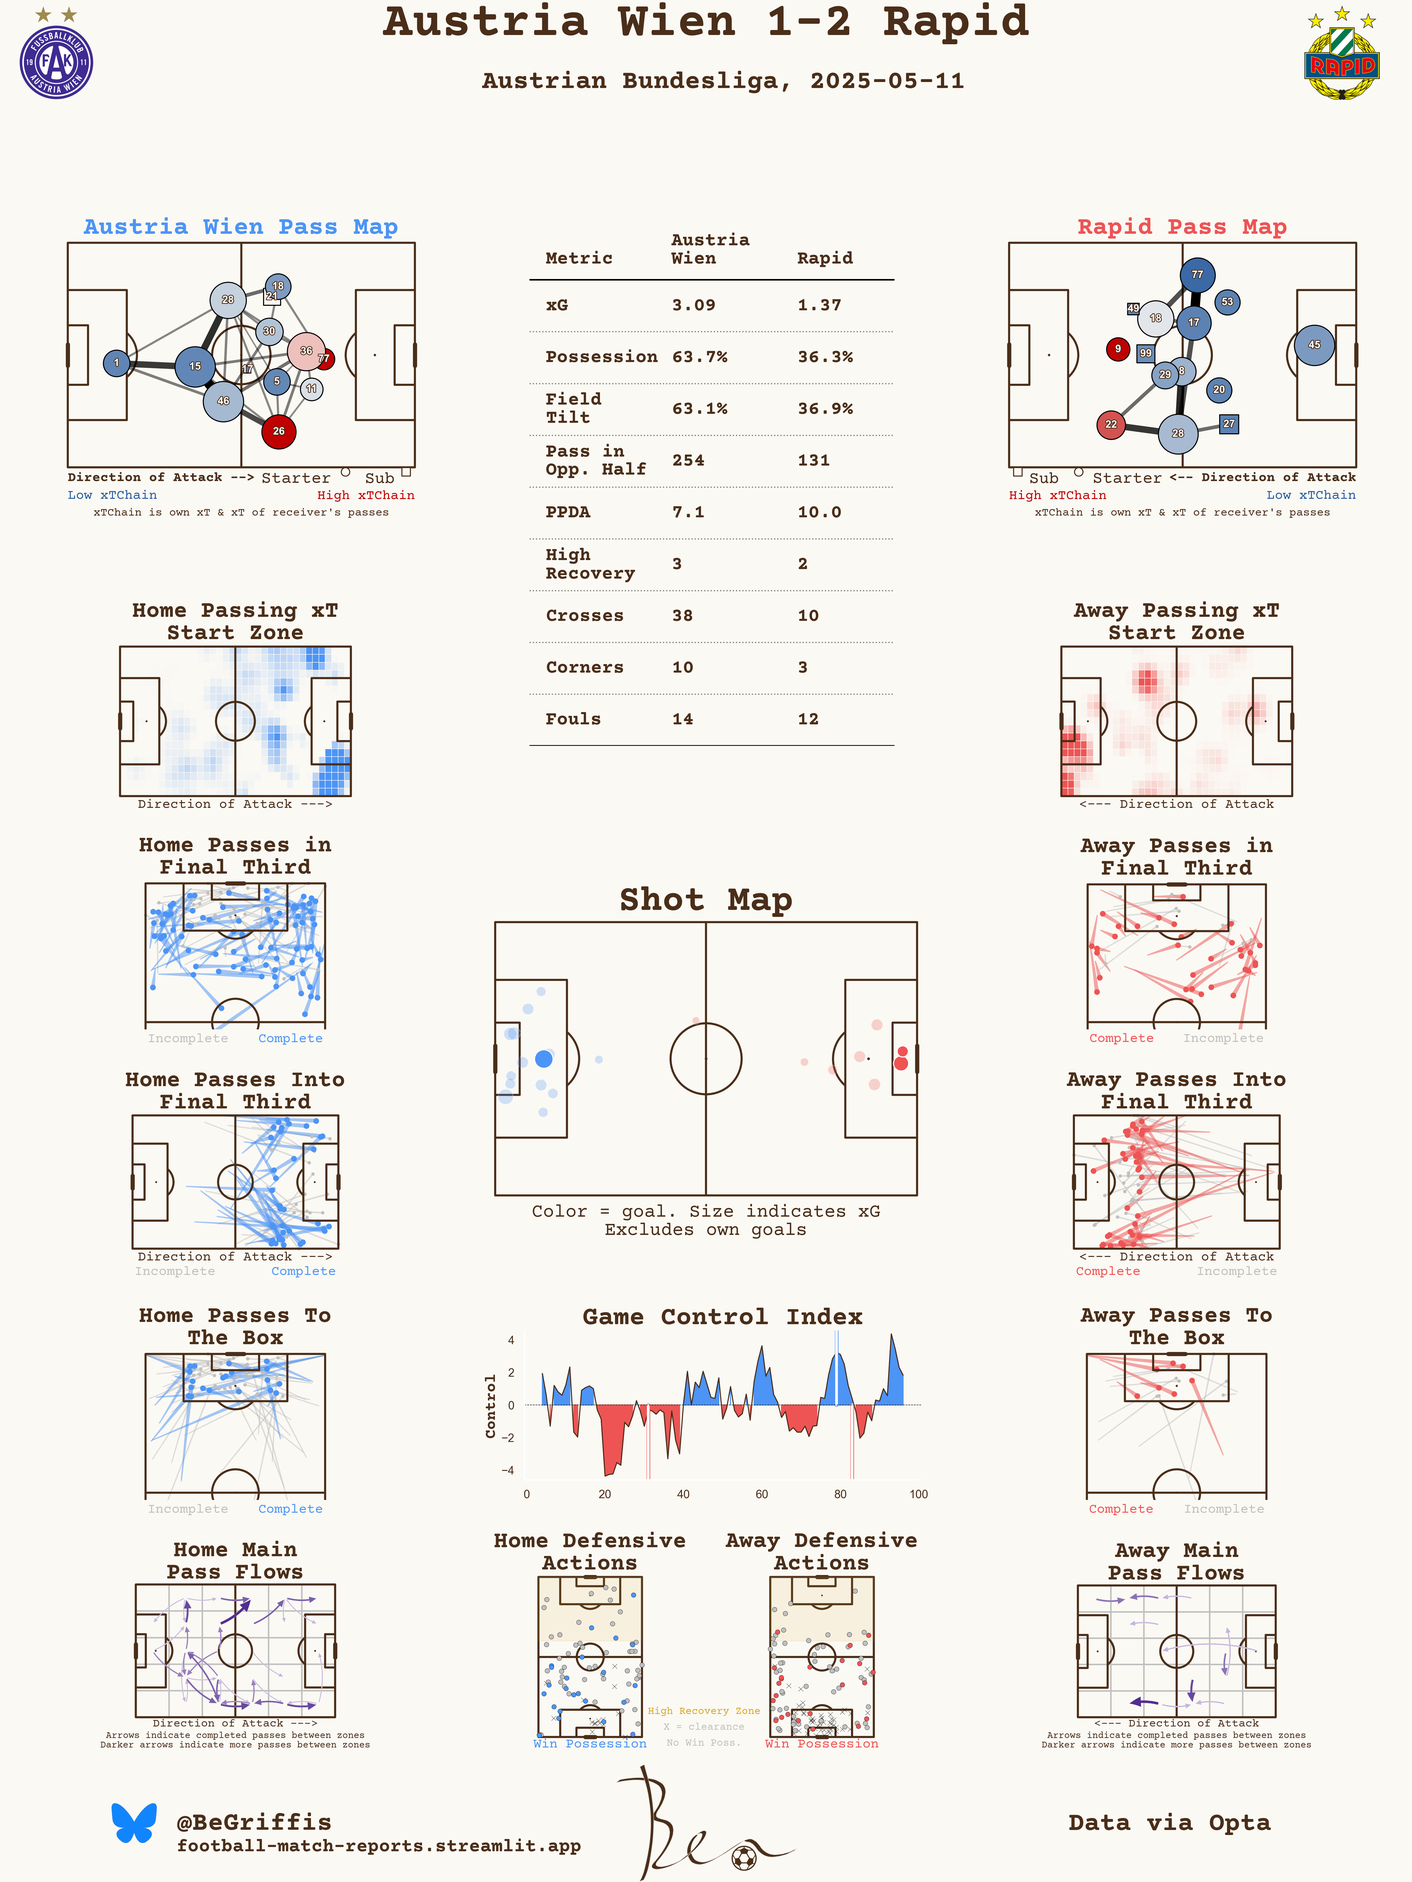 Austria Wien 1-2 Rapid
Austrian Bundesliga, 2025-05-11
FUSSBALLKLUB
19 FAK 11
AUSTRIA WIEN
RAPID
Austria Wien Pass Map
28
18
21
30
36
77
1
15
17
5
11
46
26
Direction of Attack --> Starter Sub
Low xTChain High xTChain
xTChain is own xT & xT of receiver's passes
Metric Austria Wien Rapid
xG 3.09 1.37
Possession 63.7% 36.3%
Field Tilt 63.1% 36.9%
Pass in Opp. Half 254 131
PPDA 7.1 10.0
High Recovery 3 2
Crosses 38 10
Corners 10 3
Fouls 14 12
Rapid Pass Map
77
53
49
18
17
9
99
45
29
8
20
22
28
27
Sub Starter <-- Direction of Attack
High xTChain Low xTChain
xTChain is own xT & xT of receiver's passes
Home Passing xT
Start Zone
Direction of Attack --->
Away Passing xT
Start Zone
<--- Direction of Attack
Home Passes in
Final Third
Incomplete Complete
Away Passes in
Final Third
Complete Incomplete
Shot Map
Color = goal. Size indicates xG
Excludes own goals
Home Passes Into
Final Third
Direction of Attack --->
Incomplete Complete
Away Passes Into
Final Third
<--- Direction of Attack
Complete Incomplete
Home Passes To
The Box
Incomplete Complete
Game Control Index
Control
4
2
0
−2
−4
0 20 40 60 80 100
Away Passes To
The Box
Complete Incomplete
Home Main
Pass Flows
Direction of Attack --->
Arrows indicate completed passes between zones
Darker arrows indicate more passes between zones
Home Defensive
Actions
Win Possession
High Recovery Zone
X = clearance
No Win Poss.
Away Defensive
Actions
Win Possession
Away Main
Pass Flows
<--- Direction of Attack
Arrows indicate completed passes between zones
Darker arrows indicate more passes between zones
@BeGriffis
football-match-reports.streamlit.app
Ben
Data via Opta